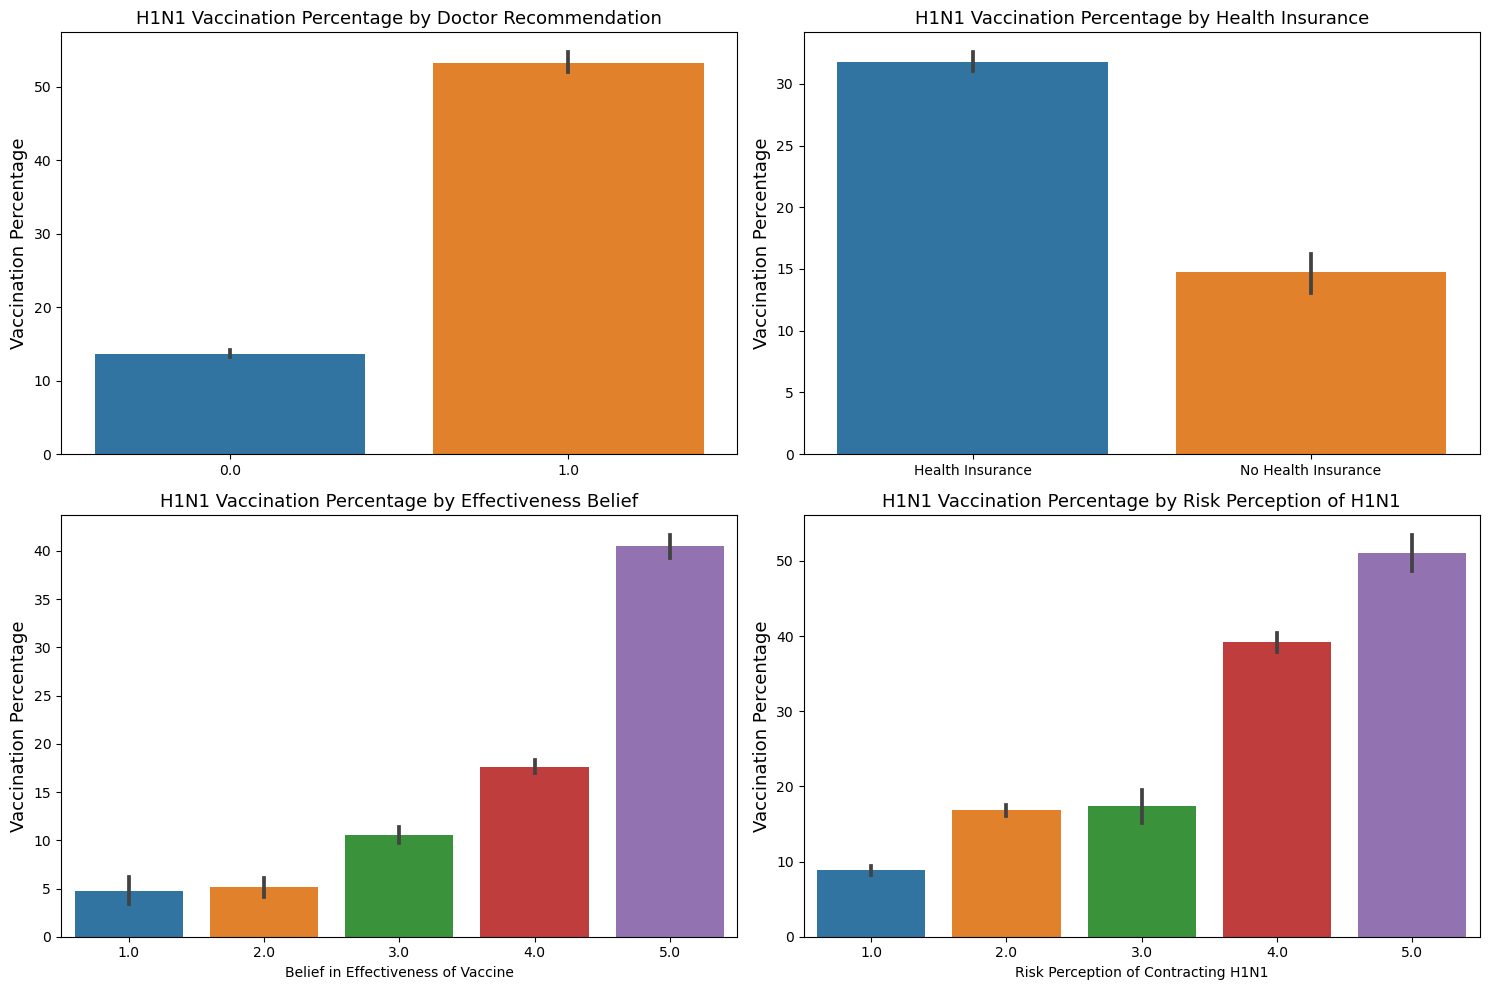 H1N1 Vaccination Percentage by Doctor Recommendation
Vaccination Percentage
50
40
30
20
10
0
0.0 1.0
H1N1 Vaccination Percentage by Health Insurance
Vaccination Percentage
30
25
20
15
10
5
0
Health Insurance No Health Insurance
H1N1 Vaccination Percentage by Effectiveness Belief
Vaccination Percentage
40
35
30
25
20
15
10
5
0
1.0 2.0 3.0 4.0 5.0
Belief in Effectiveness of Vaccine
H1N1 Vaccination Percentage by Risk Perception of H1N1
Vaccination Percentage
50
40
30
20
10
0
1.0 2.0 3.0 4.0 5.0
Risk Perception of Contracting H1N1